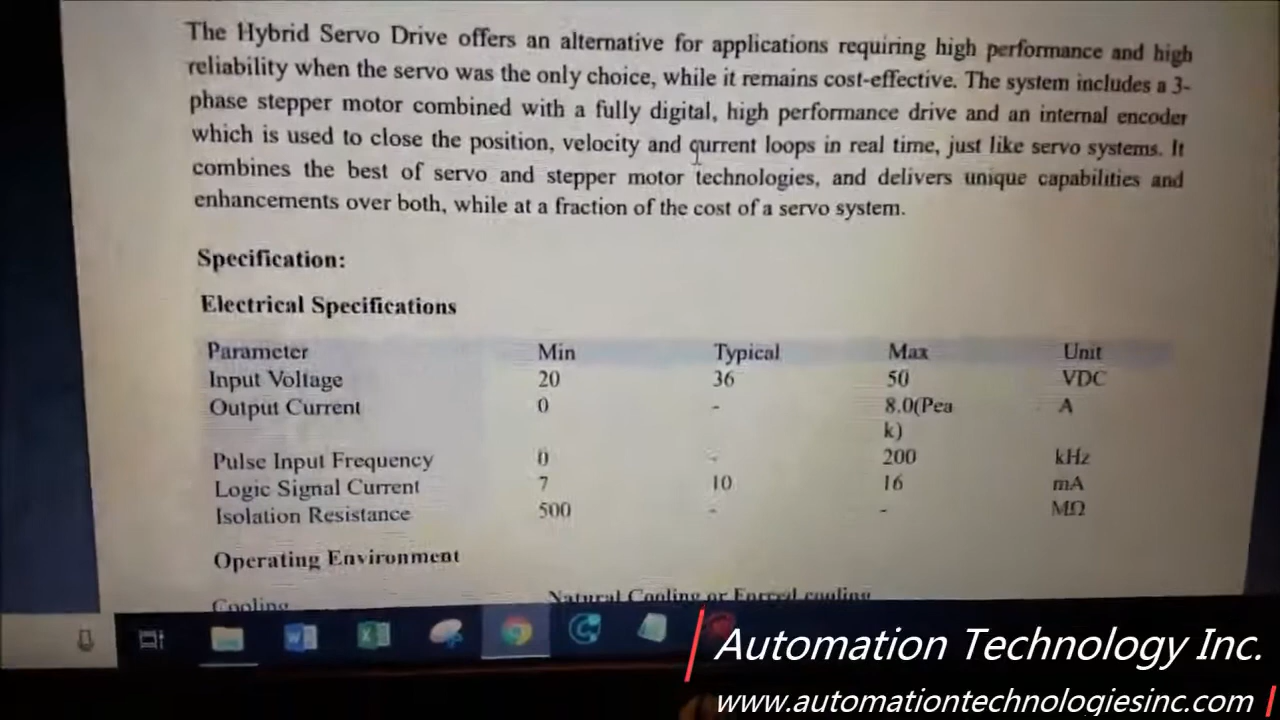 The Hybrid Servo Drive offers an alternative for applications requiring high performance and high
reliability when the servo was the only choice, while it remains cost-effective. The system includes a 3-
phase stepper motor combined with a fully digital, high performance drive and an internal encoder
which is used to close the position, velocity and current loops in real time, just like servo systems. It
combines the best of servo and stepper motor technologies, and delivers unique capabilities and
enhancements over both, while at a fraction of the cost of a servo system.
Specification:
Electrical Specifications
Parameter Min Typical Max Unit
Input Voltage 20 36 50 VDC
Output Current 0 - 8.0(Pea A
k)
Pulse Input Frequency 0 - 200 kHz
Logic Signal Current 7 10 16 mA
Isolation Resistance 500 - - MΩ
Operating Environment
Cooling Natural Cooling or Forced cooling
Automation Technology Inc.
www.automationtechnologiesinc.com